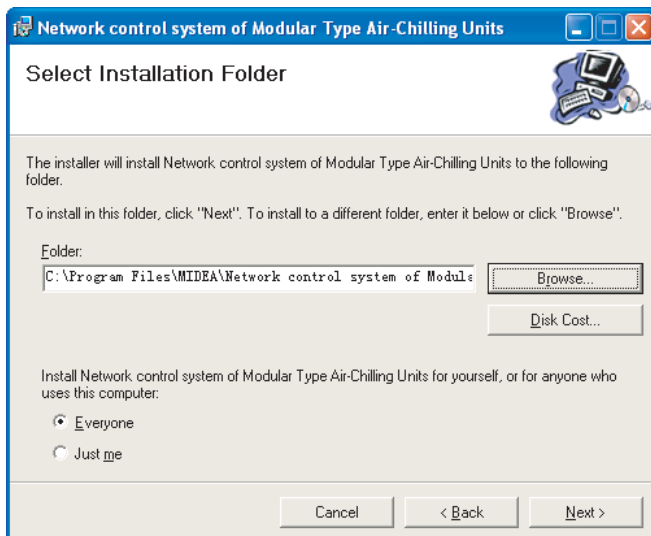 Network control system of Modular Type Air-Chilling Units
Select Installation Folder
The installer will install Network control system of Modular Type Air-Chilling Units to the following
folder.
To install in this folder, click "Next". To install to a different folder, enter it below or click "Browse".
Folder:
C:\Program Files\MIDEA\Network control system of Modula
Browse...
Disk Cost...
Install Network control system of Modular Type Air-Chilling Units for yourself, or for anyone who
uses this computer:
Everyone
Just me
Cancel
< Back
Next >